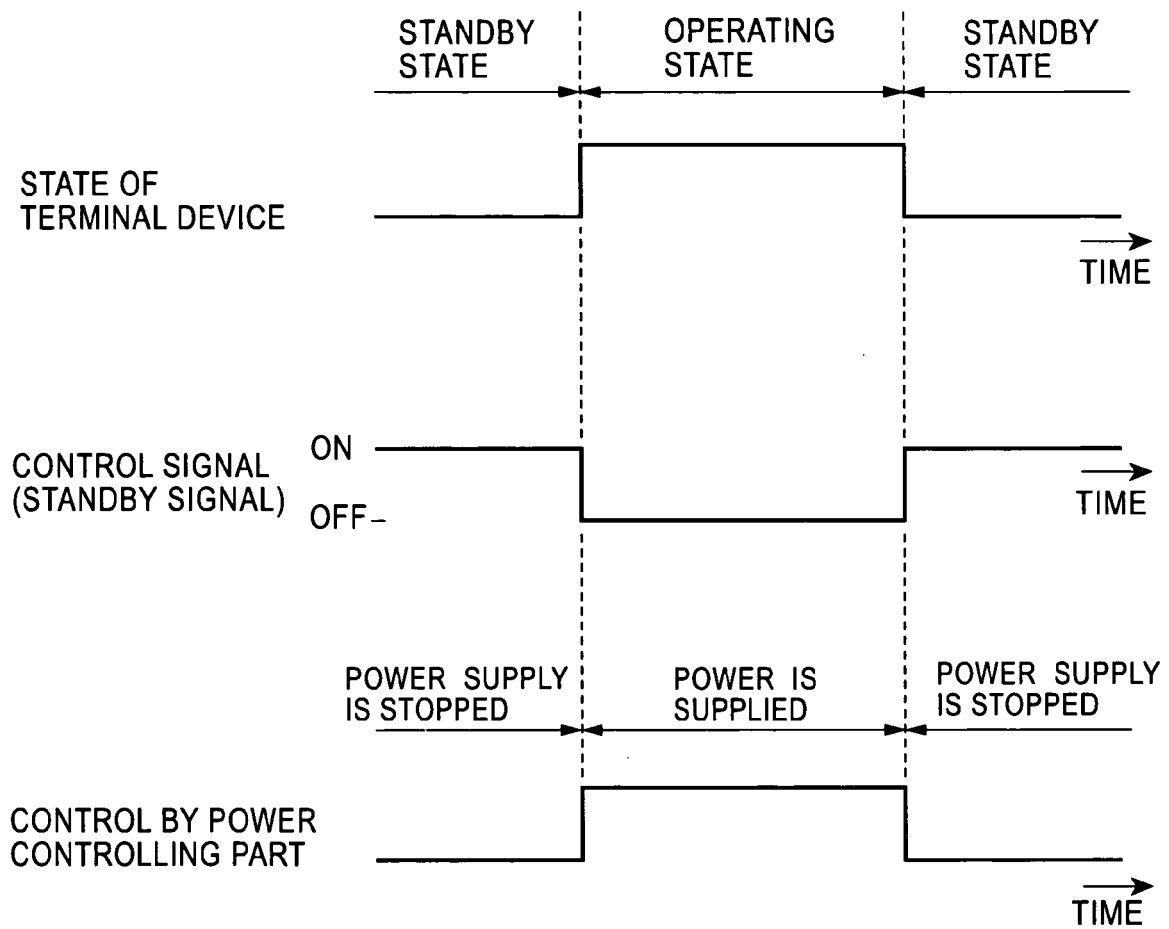 STANDBY
STATE
OPERATING
STATE
STANDBY
STATE
STATE OF
TERMINAL DEVICE
TIME
CONTROL SIGNAL
(STANDBY SIGNAL)
ON
OFF
TIME
POWER SUPPLY
IS STOPPED
POWER IS
SUPPLIED
POWER SUPPLY
IS STOPPED
CONTROL BY POWER
CONTROLLING PART
TIME